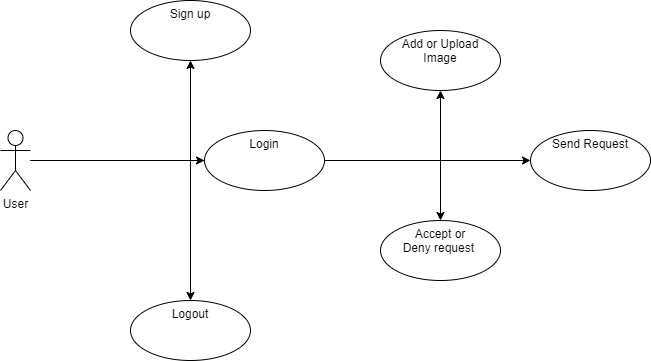 Sign up
Add or Upload
Image
Login
Send Request
User
Accept or
Deny request
Logout